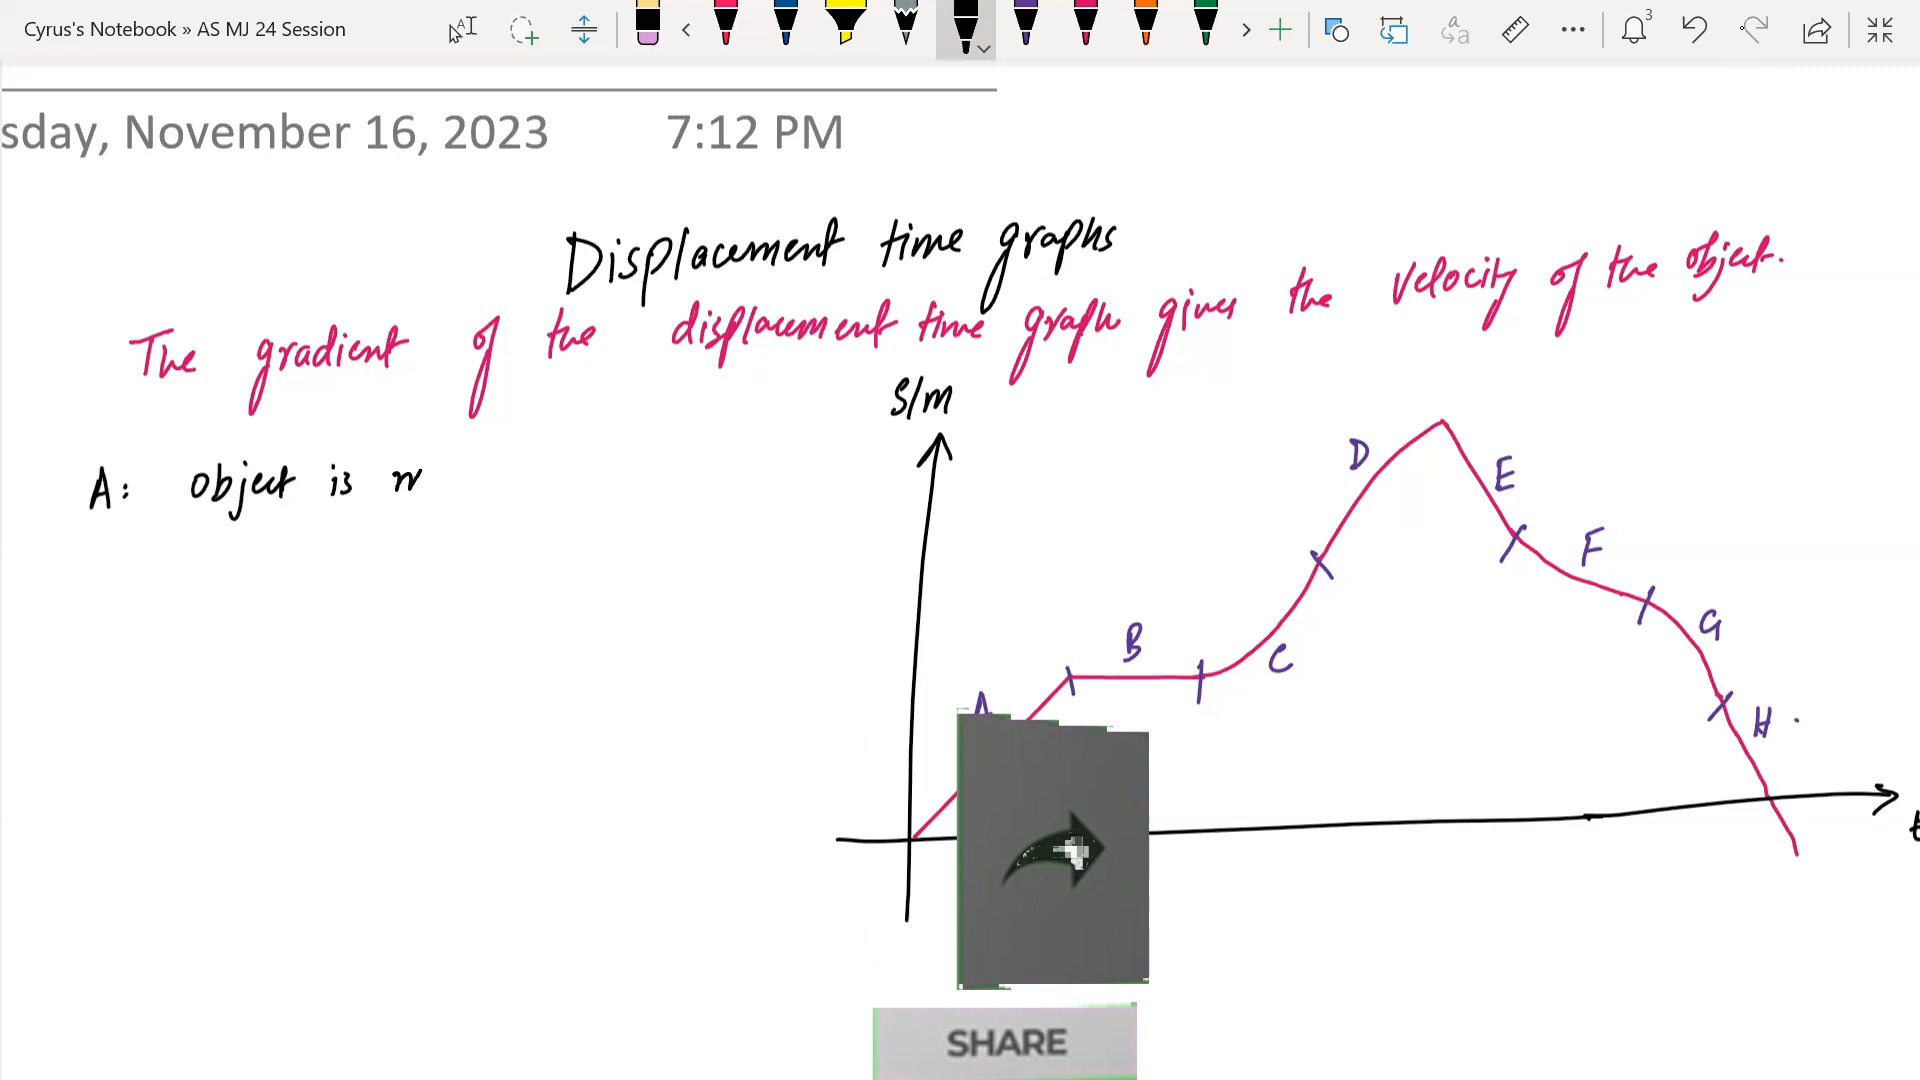 Cyrus's Notebook » AS MJ 24 Session
sday, November 16, 2023 7:12 PM
Displacement time graphs
The gradient of the displacement time graph gives the velocity of the object.
S/m
A: object is
D
E
F
B
C
G
A
H
t
SHARE